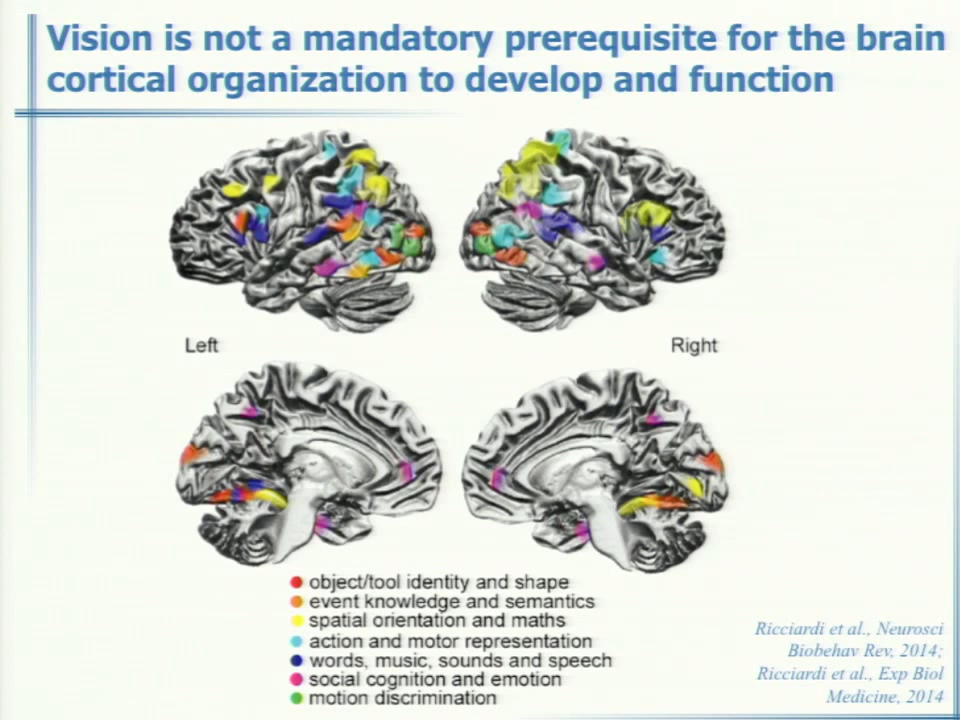 Vision is not a mandatory prerequisite for the brain
cortical organization to develop and function
Left
Right
object/tool identity and shape
event knowledge and semantics
spatial orientation and maths
action and motor representation
words, music, sounds and speech
social cognition and emotion
motion discrimination
Ricciardi et al., Neurosci
Biobehav Rev, 2014;
Ricciardi et al., Exp Biol
Medicine, 2014